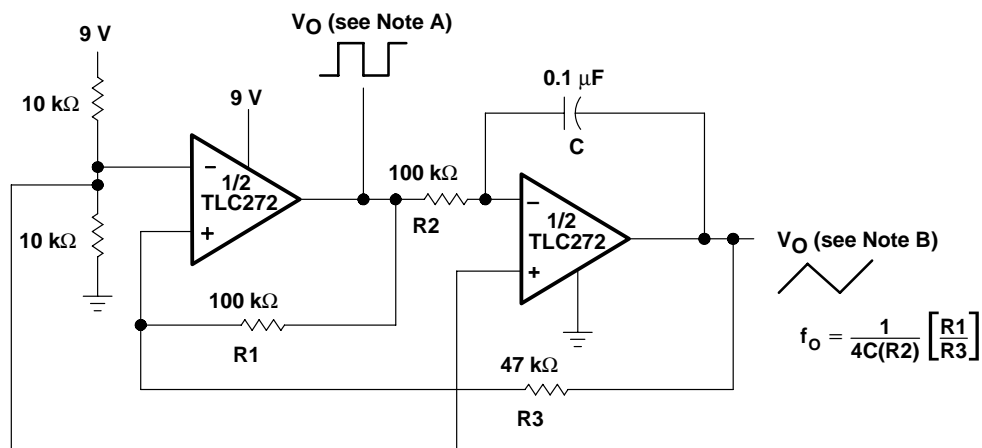 VO (see Note A)
9 V
10 kΩ
9 V
0.1 μF
C
−
1/2
TLC272
+
100 kΩ
R2
−
1/2
TLC272
+
10 kΩ
VO (see Note B)
100 kΩ
R1
fO = 1/4C(R2) [R1/R3]
47 kΩ
R3